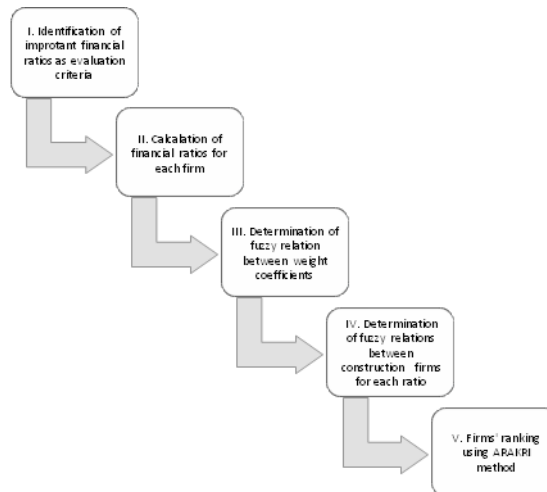 I. Identification of
improtant financial
ratios as evaluation
criteria
II. Calcalation of
financial ratios for
each firm
III. Determination of
fuzzy relation
between weight
coefficients
IV. Determination
of fuzzy relations
between
construction firms
for each ratio
V. Firms' ranking
using ARAKRI
method